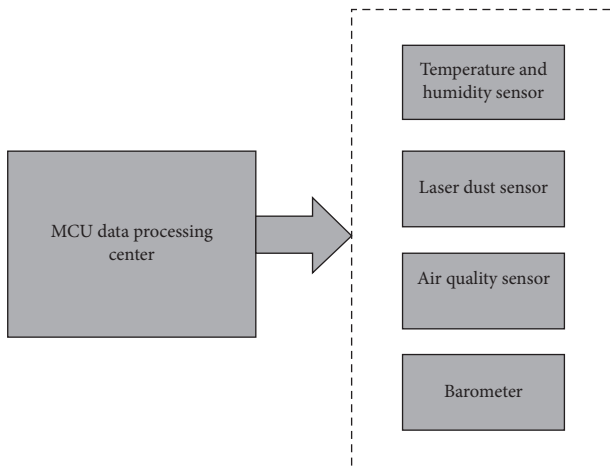 Temperature and
humidity sensor
Laser dust sensor
MCU data processing
center
Air quality sensor
Barometer